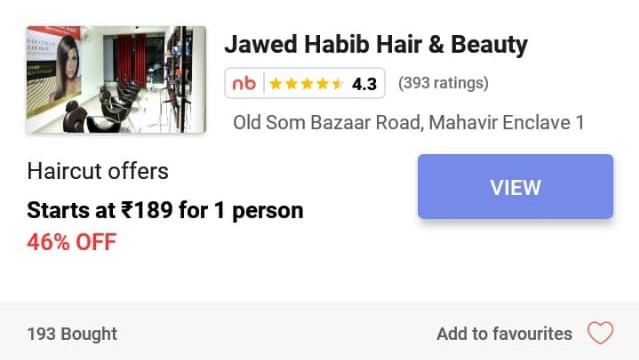 Jawed Habib Hair & Beauty
nb 4.3 (393 ratings)
Old Som Bazaar Road, Mahavir Enclave 1
Haircut offers
Starts at ₹189 for 1 person
46% OFF
VIEW
193 Bought
Add to favourites